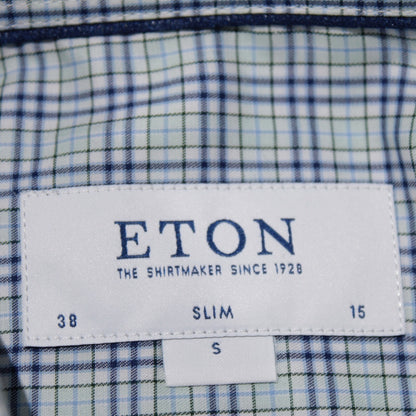 ETON
THE SHIRTMAKER SINCE 1928
38 SLIM 15
S